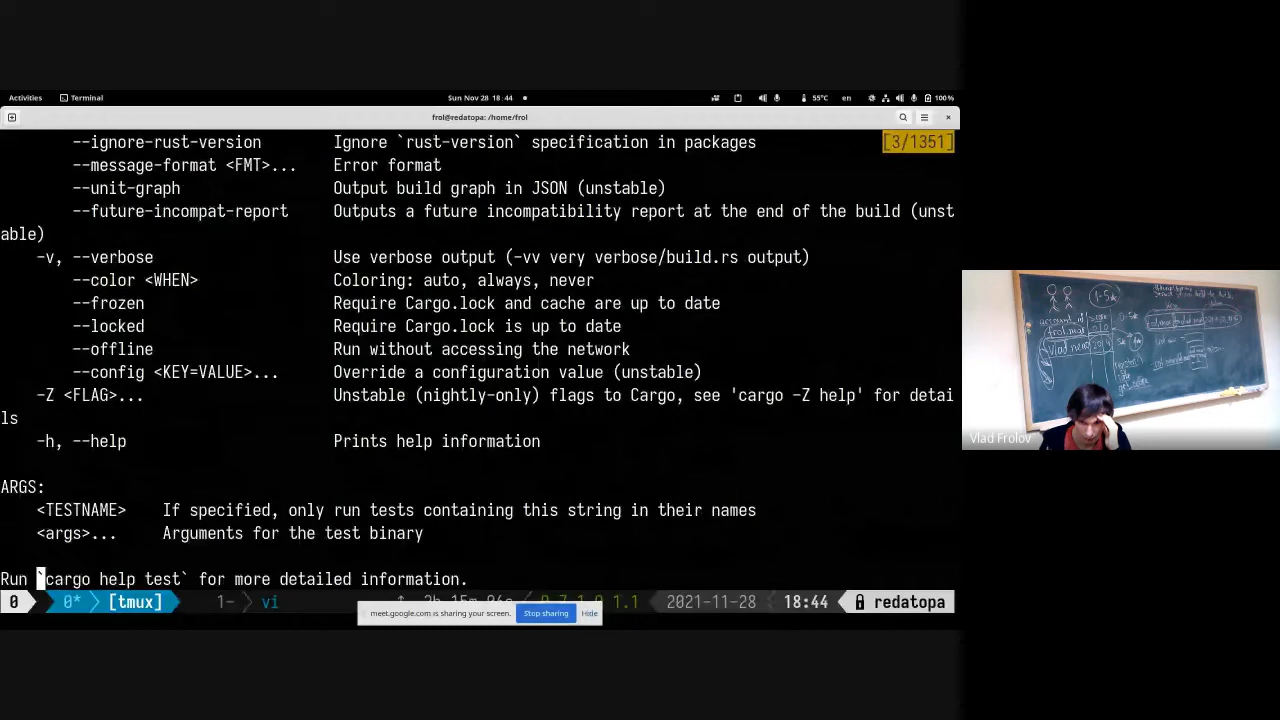 Activities Terminal Sun Nov 28 18:44 55°C en 100%
frol@redatopa: /home/frol
--ignore-rust-version Ignore `rust-version` specification in packages [3/1351]
--message-format <FMT>... Error format
--unit-graph Output build graph in JSON (unstable)
--future-incompat-report Outputs a future incompatibility report at the end of the build (unst
able)
-v, --verbose Use verbose output (-vv very verbose/build.rs output)
--color <WHEN> Coloring: auto, always, never
--frozen Require Cargo.lock and cache are up to date
--locked Require Cargo.lock is up to date
--offline Run without accessing the network
--config <KEY=VALUE>... Override a configuration value (unstable)
-Z <FLAG>... Unstable (nightly-only) flags to Cargo, see 'cargo -Z help' for detai
ls
-h, --help Prints help information
ARGS:
<TESTNAME> If specified, only run tests containing this string in their names
<args>... Arguments for the test binary
Run `cargo help test` for more detailed information.
0 0* [tmux] 1- vi 2021-11-28 18:44 redatopa
meet.google.com is sharing your screen. Stop sharing Hide
account_id
frol.near
Vlad.near
Vlad Frolov